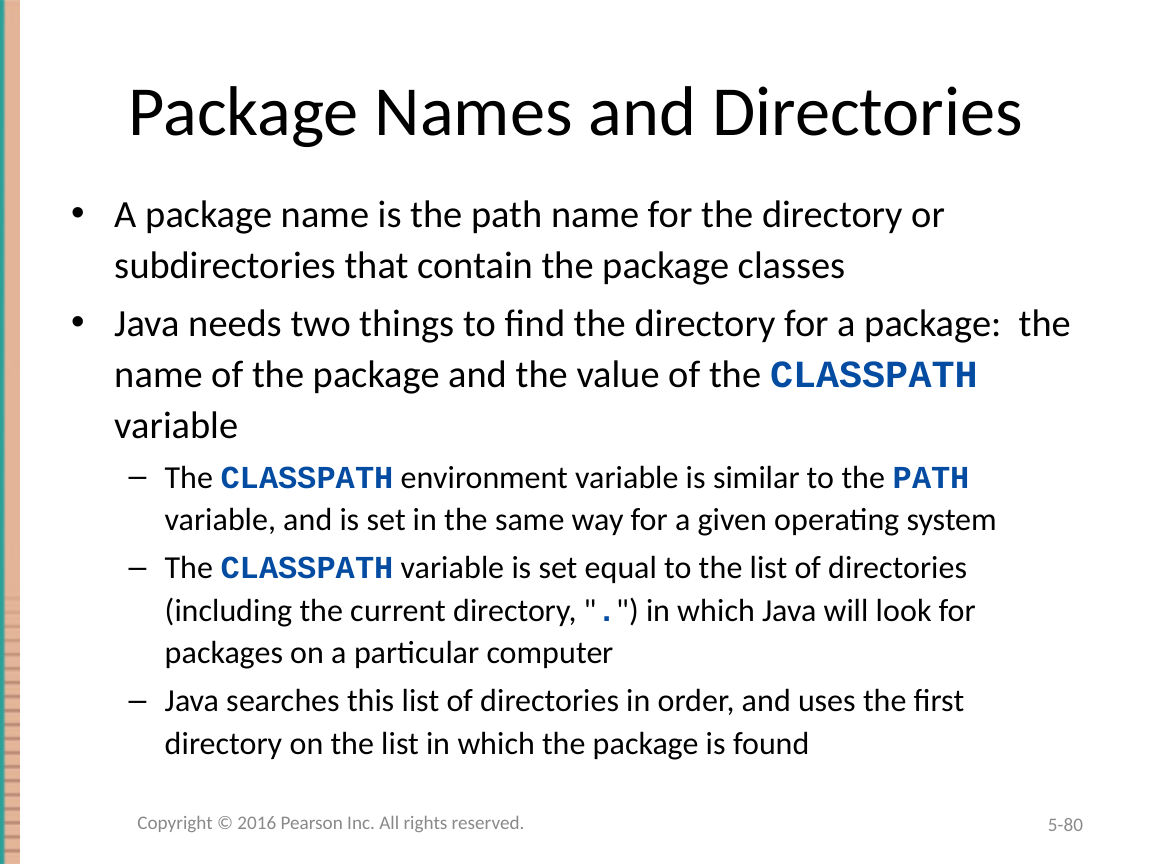 Package Names and Directories
• A package name is the path name for the directory or
subdirectories that contain the package classes
• Java needs two things to find the directory for a package:  the
name of the package and the value of the CLASSPATH
variable
– The CLASSPATH environment variable is similar to the PATH
variable, and is set in the same way for a given operating system
– The CLASSPATH variable is set equal to the list of directories
(including the current directory, ".") in which Java will look for
packages on a particular computer
– Java searches this list of directories in order, and uses the first
directory on the list in which the package is found
Copyright © 2016 Pearson Inc. All rights reserved.
5-80